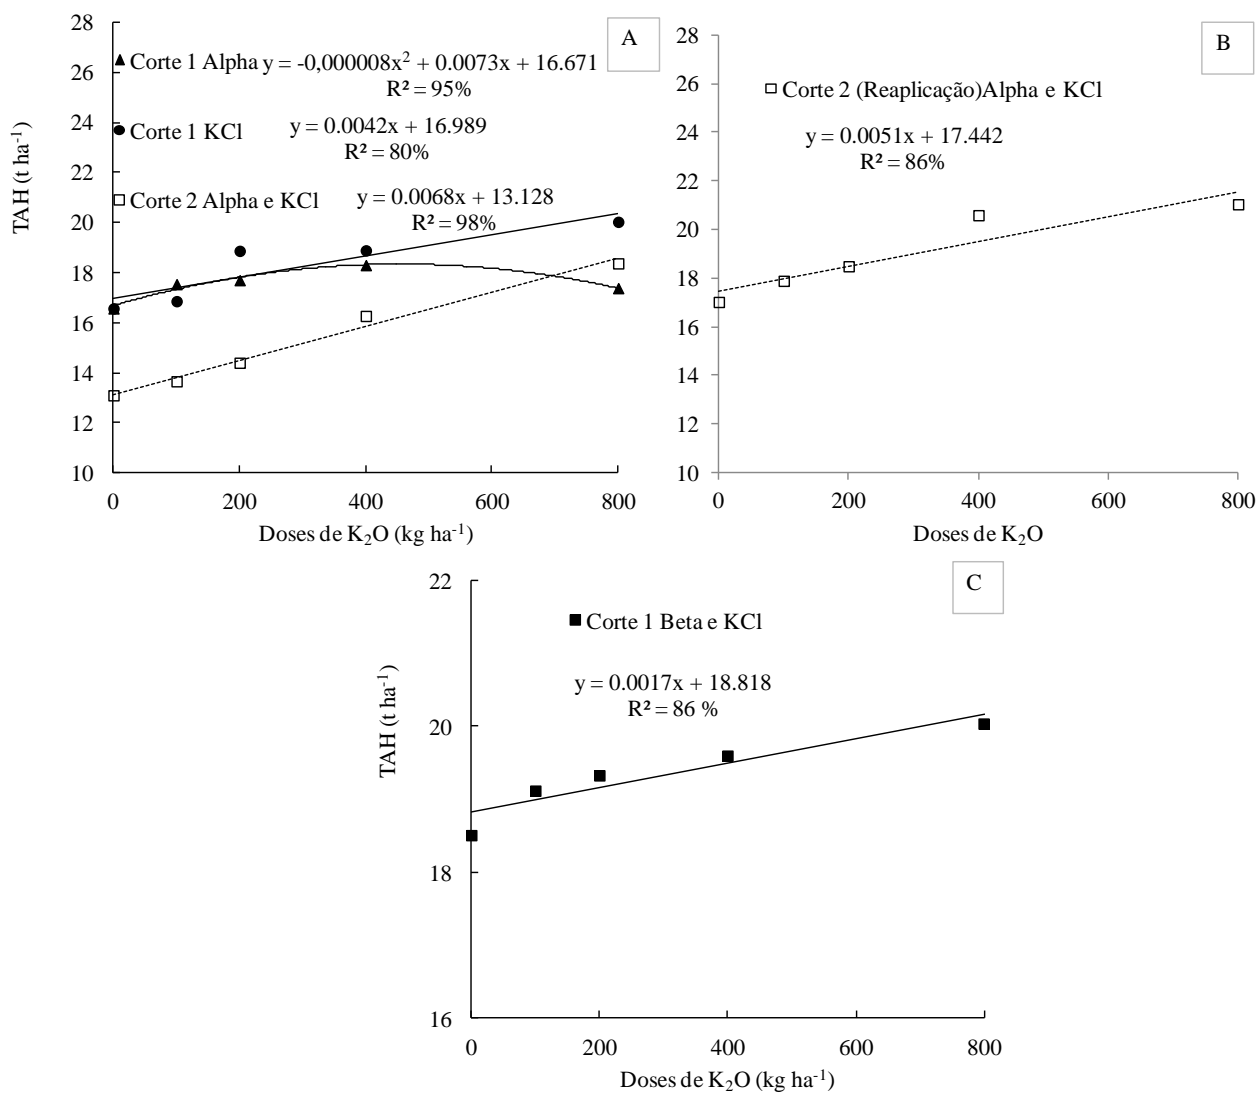 A
28
26
24
22
20
18
16
14
12
10
TAH (t ha-1)
Corte 1 Alpha y = -0,000008x2 + 0.0073x + 16.671
R² = 95%
Corte 1 KCl y = 0.0042x + 16.989
R² = 80%
Corte 2 Alpha e KCl y = 0.0068x + 13.128
R² = 98%
0 200 400 600 800
Doses de K2O (kg ha-1)
B
28
26
24
22
20
18
16
14
12
10
Corte 2 (Reaplicação)Alpha e KCl
y = 0.0051x + 17.442
R² = 86%
0 200 400 600 800
Doses de K2O
C
22
20
18
16
TAH (t ha-1)
Corte 1 Beta e KCl
y = 0.0017x + 18.818
R² = 86 %
0 200 400 600 800
Doses de K2O (kg ha-1)